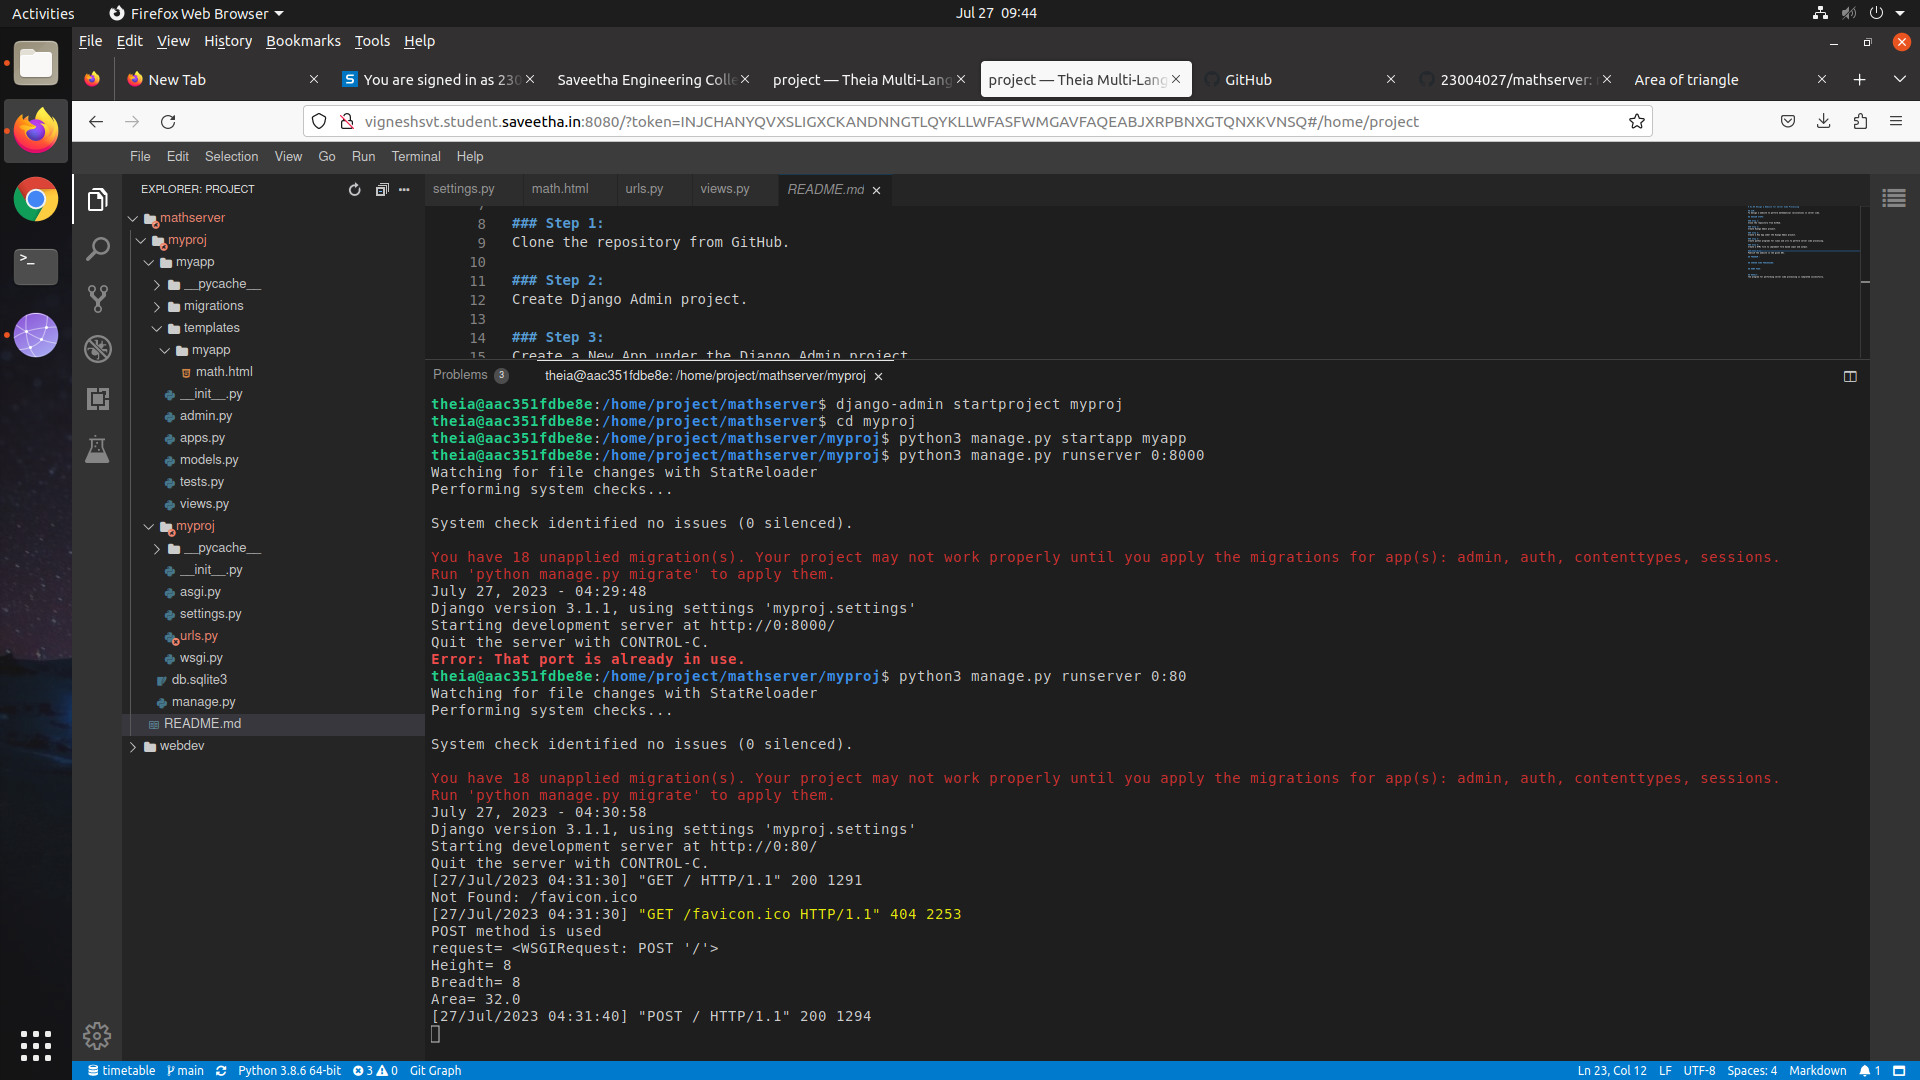 Activities
Firefox Web Browser
Jul 27 09:44
File Edit View History Bookmarks Tools Help
New Tab
You are signed in as 230
Saveetha Engineering Colle
project — Theia Multi-Lang
project — Theia Multi-Lang
GitHub
23004027/mathserver:
Area of triangle
vigneshsvt.student.saveetha.in:8080/?token=INJCHANYQVXSLIGXCKANDNNGTLQYKLLWFASFWMGAVFAQEABJXRPBNXGTQNXKVNSQ#/home/project
File Edit Selection View Go Run Terminal Help
EXPLORER: PROJECT
mathserver
myproj
myapp
__pycache__
migrations
templates
myapp
math.html
__init__.py
admin.py
apps.py
models.py
tests.py
views.py
myproj
__pycache__
__init__.py
asgi.py
settings.py
urls.py
wsgi.py
db.sqlite3
manage.py
README.md
webdev
settings.py math.html urls.py views.py README.md
7
8 ### Step 1:
9 Clone the repository from GitHub.
10
11 ### Step 2:
12 Create Django Admin project.
13
14 ### Step 3:
15 Create a New App under the Django Admin project
Problems 3 theia@aac351fdbe8e: /home/project/mathserver/myproj
theia@aac351fdbe8e:/home/project/mathserver$ django-admin startproject myproj
theia@aac351fdbe8e:/home/project/mathserver$ cd myproj
theia@aac351fdbe8e:/home/project/mathserver/myproj$ python3 manage.py startapp myapp
theia@aac351fdbe8e:/home/project/mathserver/myproj$ python3 manage.py runserver 0:8000
Watching for file changes with StatReloader
Performing system checks...
System check identified no issues (0 silenced).
You have 18 unapplied migration(s). Your project may not work properly until you apply the migrations for app(s): admin, auth, contenttypes, sessions.
Run 'python manage.py migrate' to apply them.
July 27, 2023 - 04:29:48
Django version 3.1.1, using settings 'myproj.settings'
Starting development server at http://0:8000/
Quit the server with CONTROL-C.
Error: That port is already in use.
theia@aac351fdbe8e:/home/project/mathserver/myproj$ python3 manage.py runserver 0:80
Watching for file changes with StatReloader
Performing system checks...
System check identified no issues (0 silenced).
You have 18 unapplied migration(s). Your project may not work properly until you apply the migrations for app(s): admin, auth, contenttypes, sessions.
Run 'python manage.py migrate' to apply them.
July 27, 2023 - 04:30:58
Django version 3.1.1, using settings 'myproj.settings'
Starting development server at http://0:80/
Quit the server with CONTROL-C.
[27/Jul/2023 04:31:30] "GET / HTTP/1.1" 200 1291
Not Found: /favicon.ico
[27/Jul/2023 04:31:30] "GET /favicon.ico HTTP/1.1" 404 2253
POST method is used
request= <WSGIRequest: POST '/'>
Height= 8
Breadth= 8
Area= 32.0
[27/Jul/2023 04:31:40] "POST / HTTP/1.1" 200 1294
timetable main Python 3.8.6 64-bit 3 0 Git Graph
Ln 23, Col 12 LF UTF-8 Spaces: 4 Markdown 1